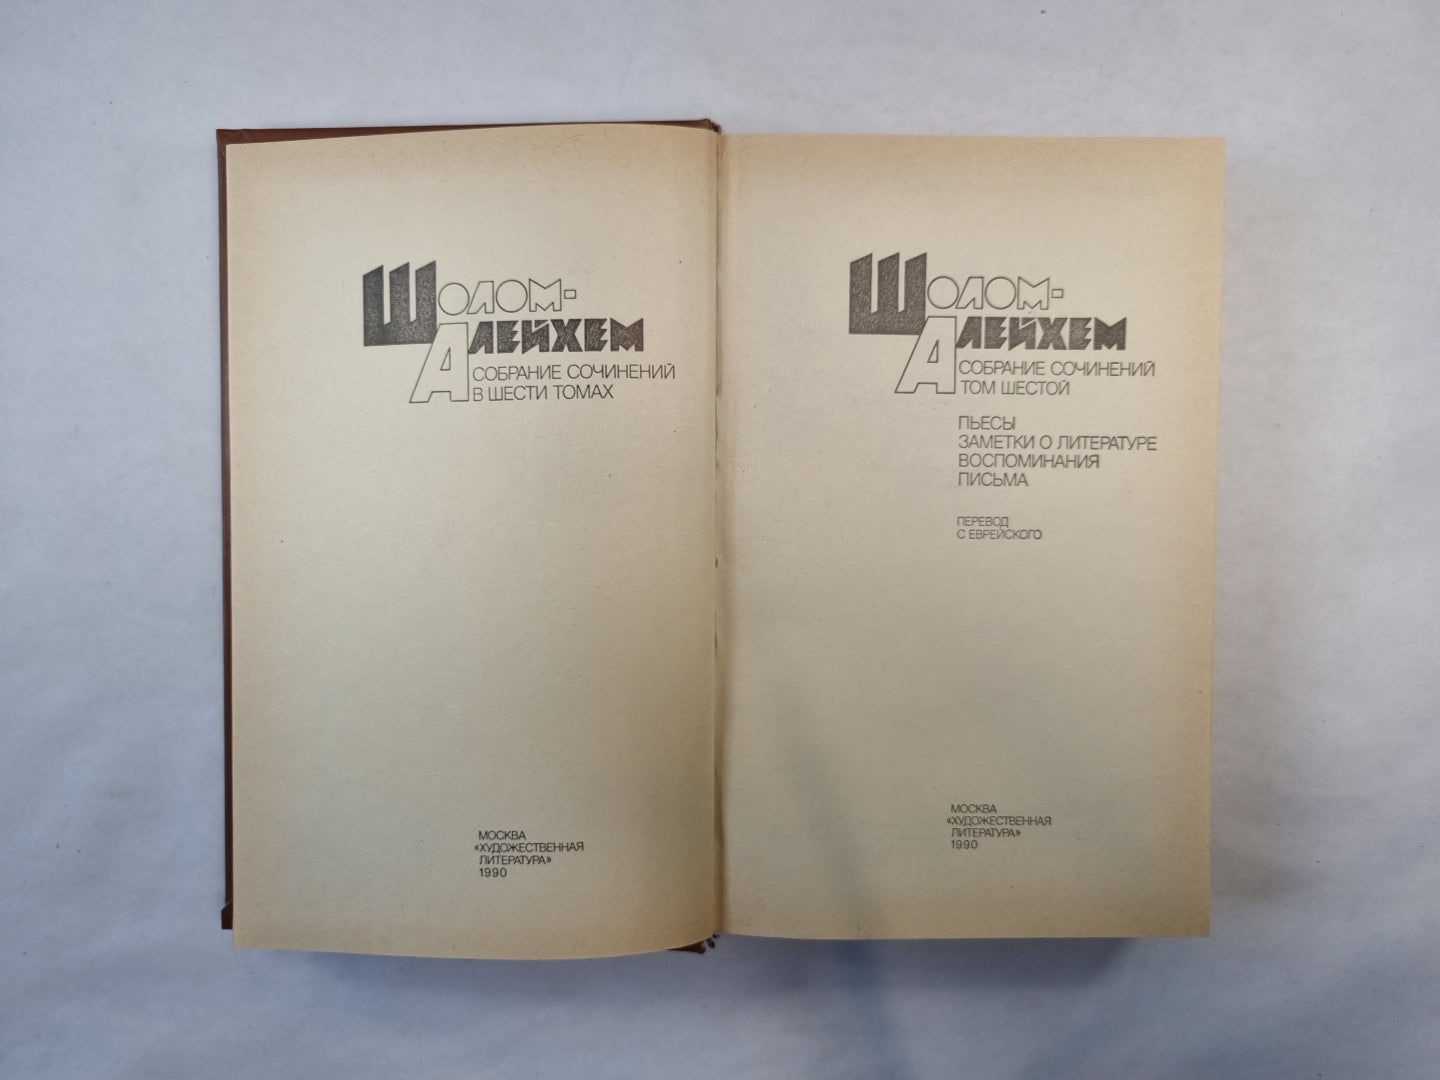 ШОЛОМ-
АЛЕЙХЕМ
СОБРАНИЕ СОЧИНЕНИЙ
В ШЕСТИ ТОМАХ
МОСКВА
«ХУДОЖЕСТВЕННАЯ
ЛИТЕРАТУРА»
1990
ШОЛОМ-
АЛЕЙХЕМ
СОБРАНИЕ СОЧИНЕНИЙ
ТОМ ШЕСТОЙ
ПЬЕСЫ
ЗАМЕТКИ О ЛИТЕРАТУРЕ
ВОСПОМИНАНИЯ
ПИСЬМА
ПЕРЕВОД
С ЕВРЕЙСКОГО
МОСКВА
«ХУДОЖЕСТВЕННАЯ
ЛИТЕРАТУРА»
1990